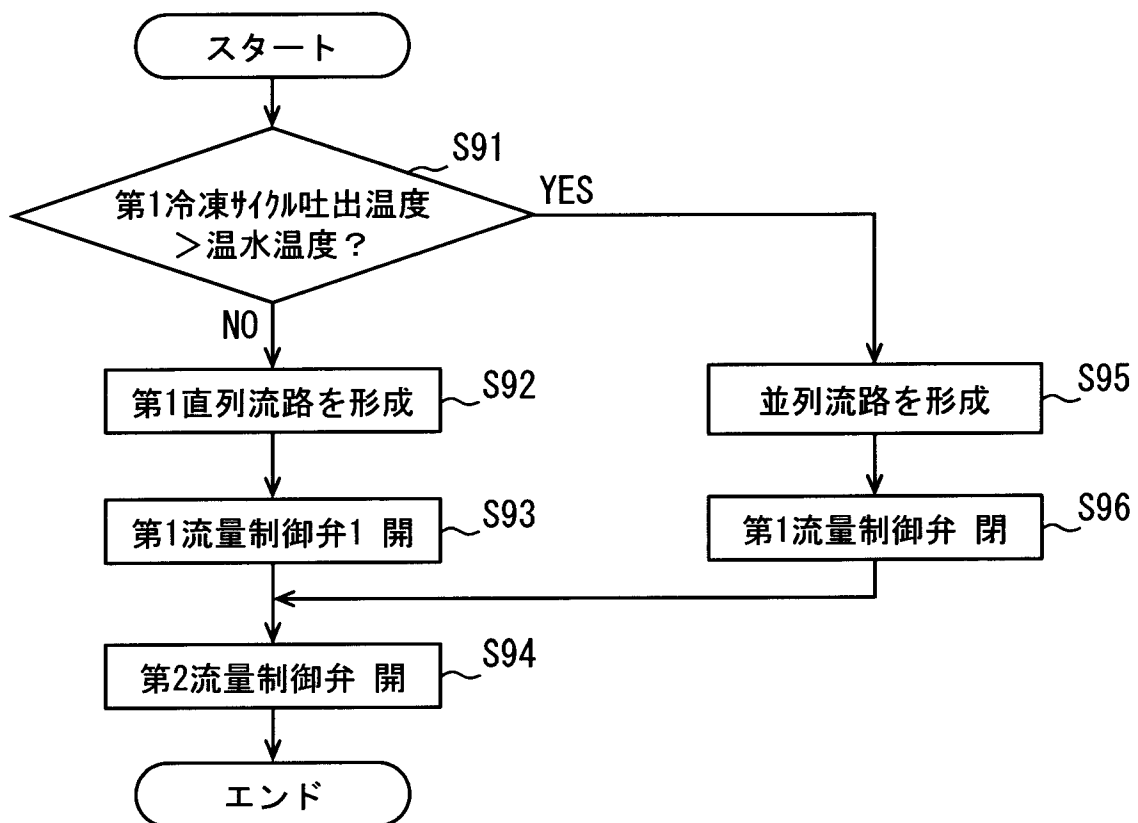 スタート
S91
第1冷凍ｻｲｸﾙ吐出温度
＞温水温度？
YES
NO
第1直列流路を形成
S92
第1流量制御弁1 開
S93
並列流路を形成
S95
第1流量制御弁 閉
S96
第2流量制御弁 開
S94
エンド